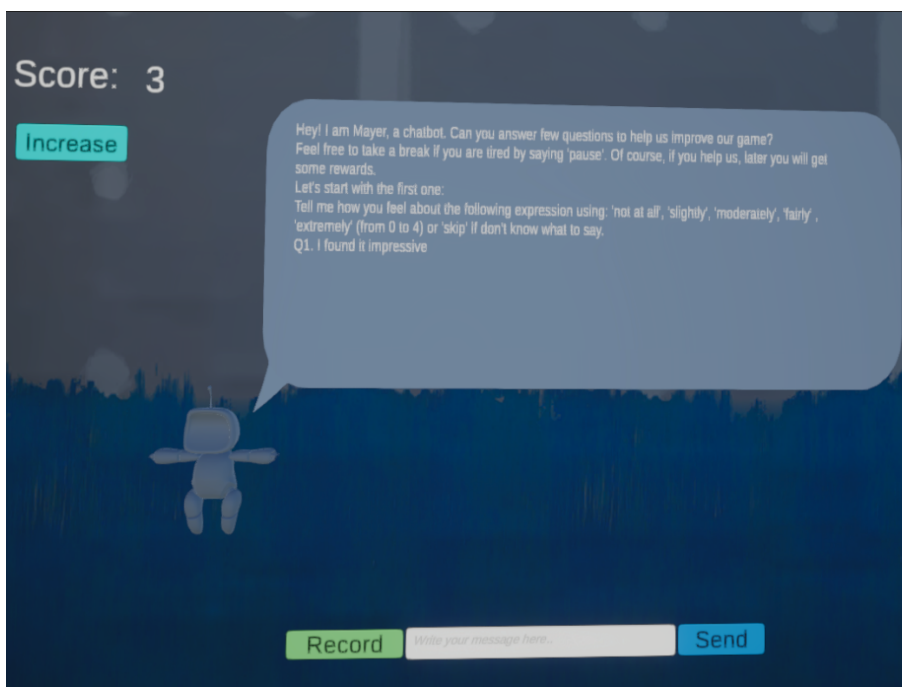 Score: 3
Increase
Hey! I am Mayer, a chatbot. Can you answer few questions to help us improve our game?
Feel free to take a break if you are tired by saying 'pause'. Of course, if you help us, later you will get
some rewards.
Let's start with the first one:
Tell me how you feel about the following expression using: 'not at all', 'slightly', 'moderately', 'fairly' ,
'extremely' (from 0 to 4) or 'skip' if don't know what to say.
Q1. I found it impressive
Record
Write your message here..
Send